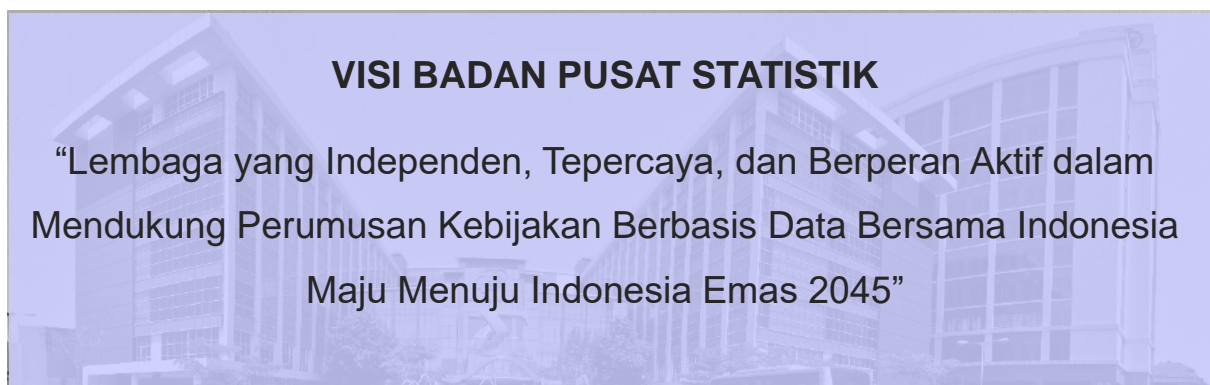 VISI BADAN PUSAT STATISTIK
“Lembaga yang Independen, Tepercaya, dan Berperan Aktif dalam
Mendukung Perumusan Kebijakan Berbasis Data Bersama Indonesia
Maju Menuju Indonesia Emas 2045”